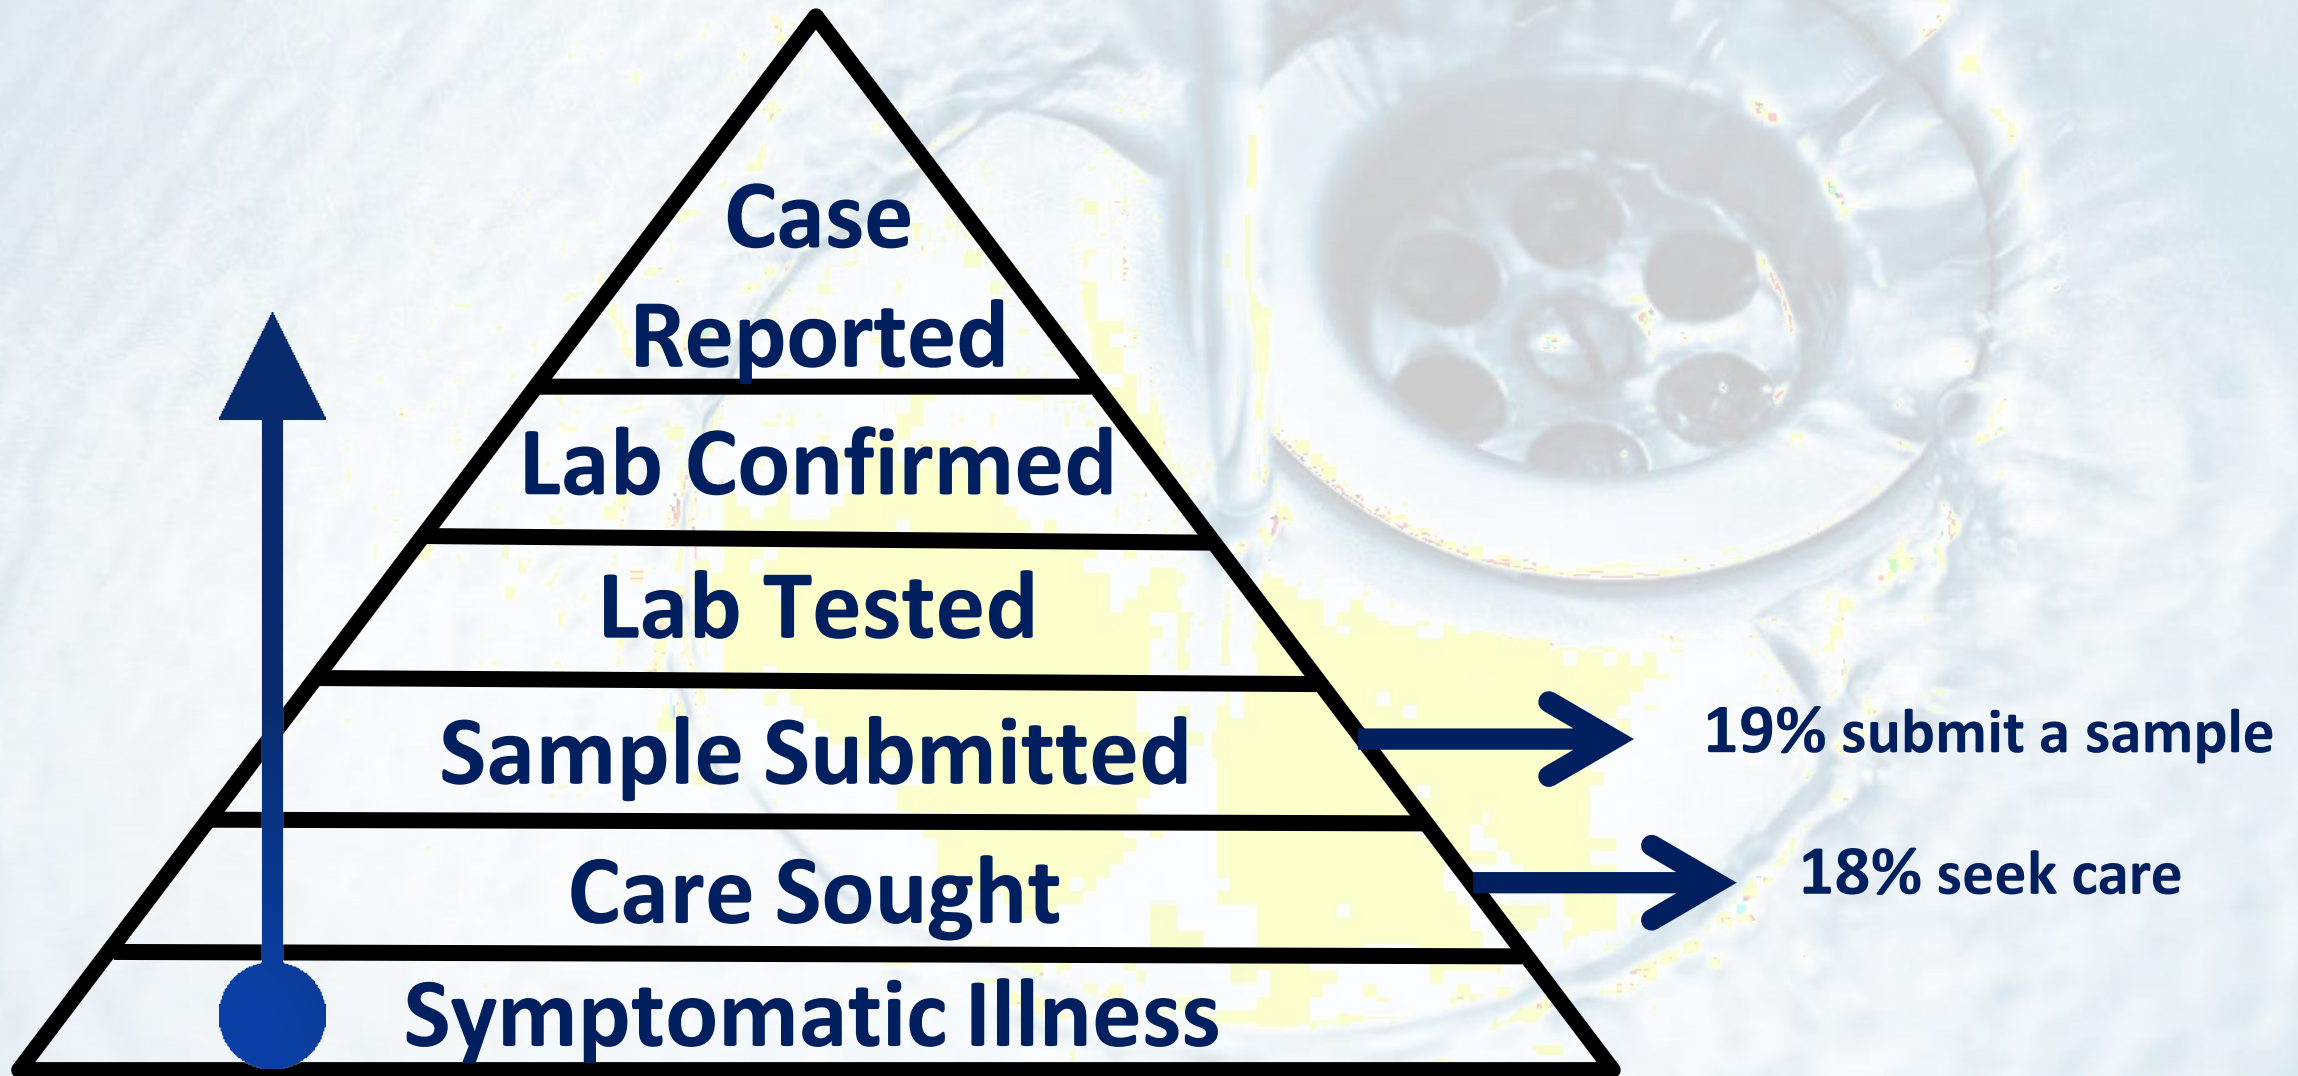 Case
Reported
Lab Confirmed
Lab Tested
Sample Submitted
19% submit a sample
Care Sought
18% seek care
Symptomatic Illness